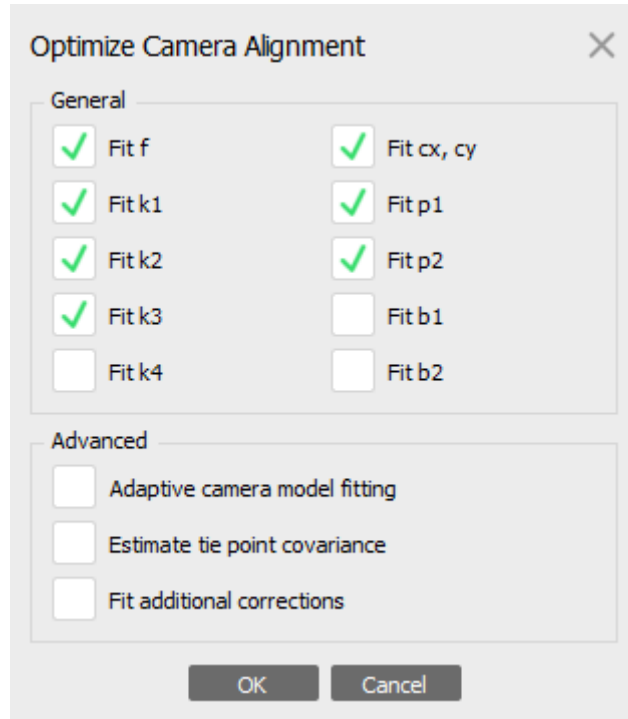 Optimize Camera Alignment
General
Fit f
Fit cx, cy
Fit k1
Fit p1
Fit k2
Fit p2
Fit k3
Fit b1
Fit k4
Fit b2
Advanced
Adaptive camera model fitting
Estimate tie point covariance
Fit additional corrections
OK
Cancel